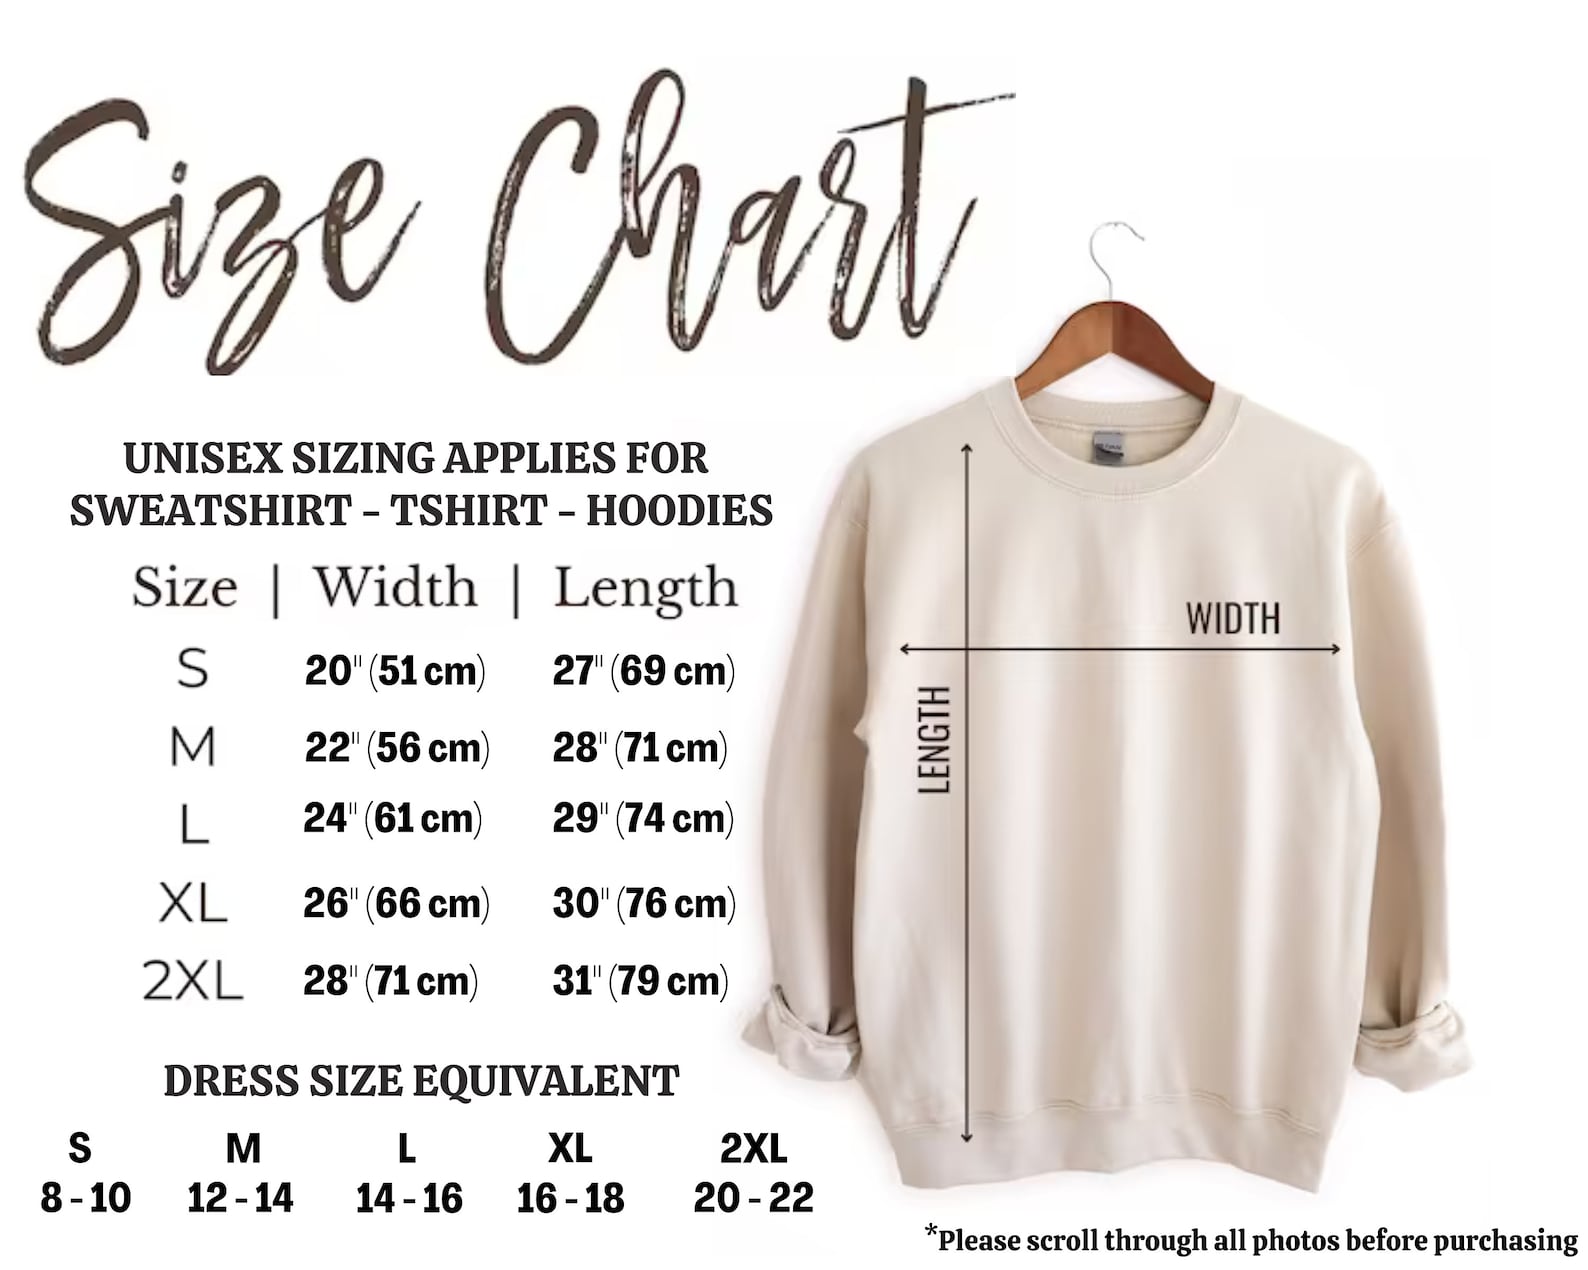 Size Chart
UNISEX SIZING APPLIES FOR
SWEATSHIRT - TSHIRT - HOODIES
Size | Width | Length
S 20" (51 cm) 27" (69 cm)
M 22" (56 cm) 28" (71 cm)
L 24" (61 cm) 29" (74 cm)
XL 26" (66 cm) 30" (76 cm)
2XL 28" (71 cm) 31" (79 cm)
DRESS SIZE EQUIVALENT
S M L XL 2XL
8 - 10 12 - 14 14 - 16 16 - 18 20 - 22
WIDTH
LENGTH
*Please scroll through all photos before purchasing